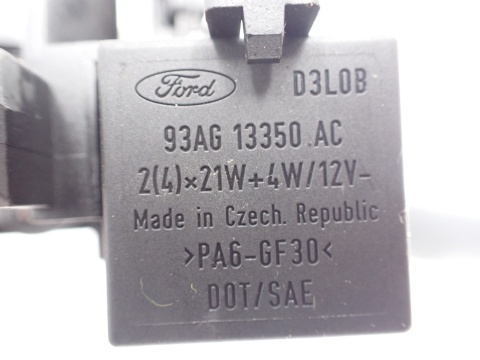 Ford D3L0B
93AG 13350 AC
2(4)×21W+4W/12V-
Made in Czech. Republic
>PA6-GF30<
DOT/SAE